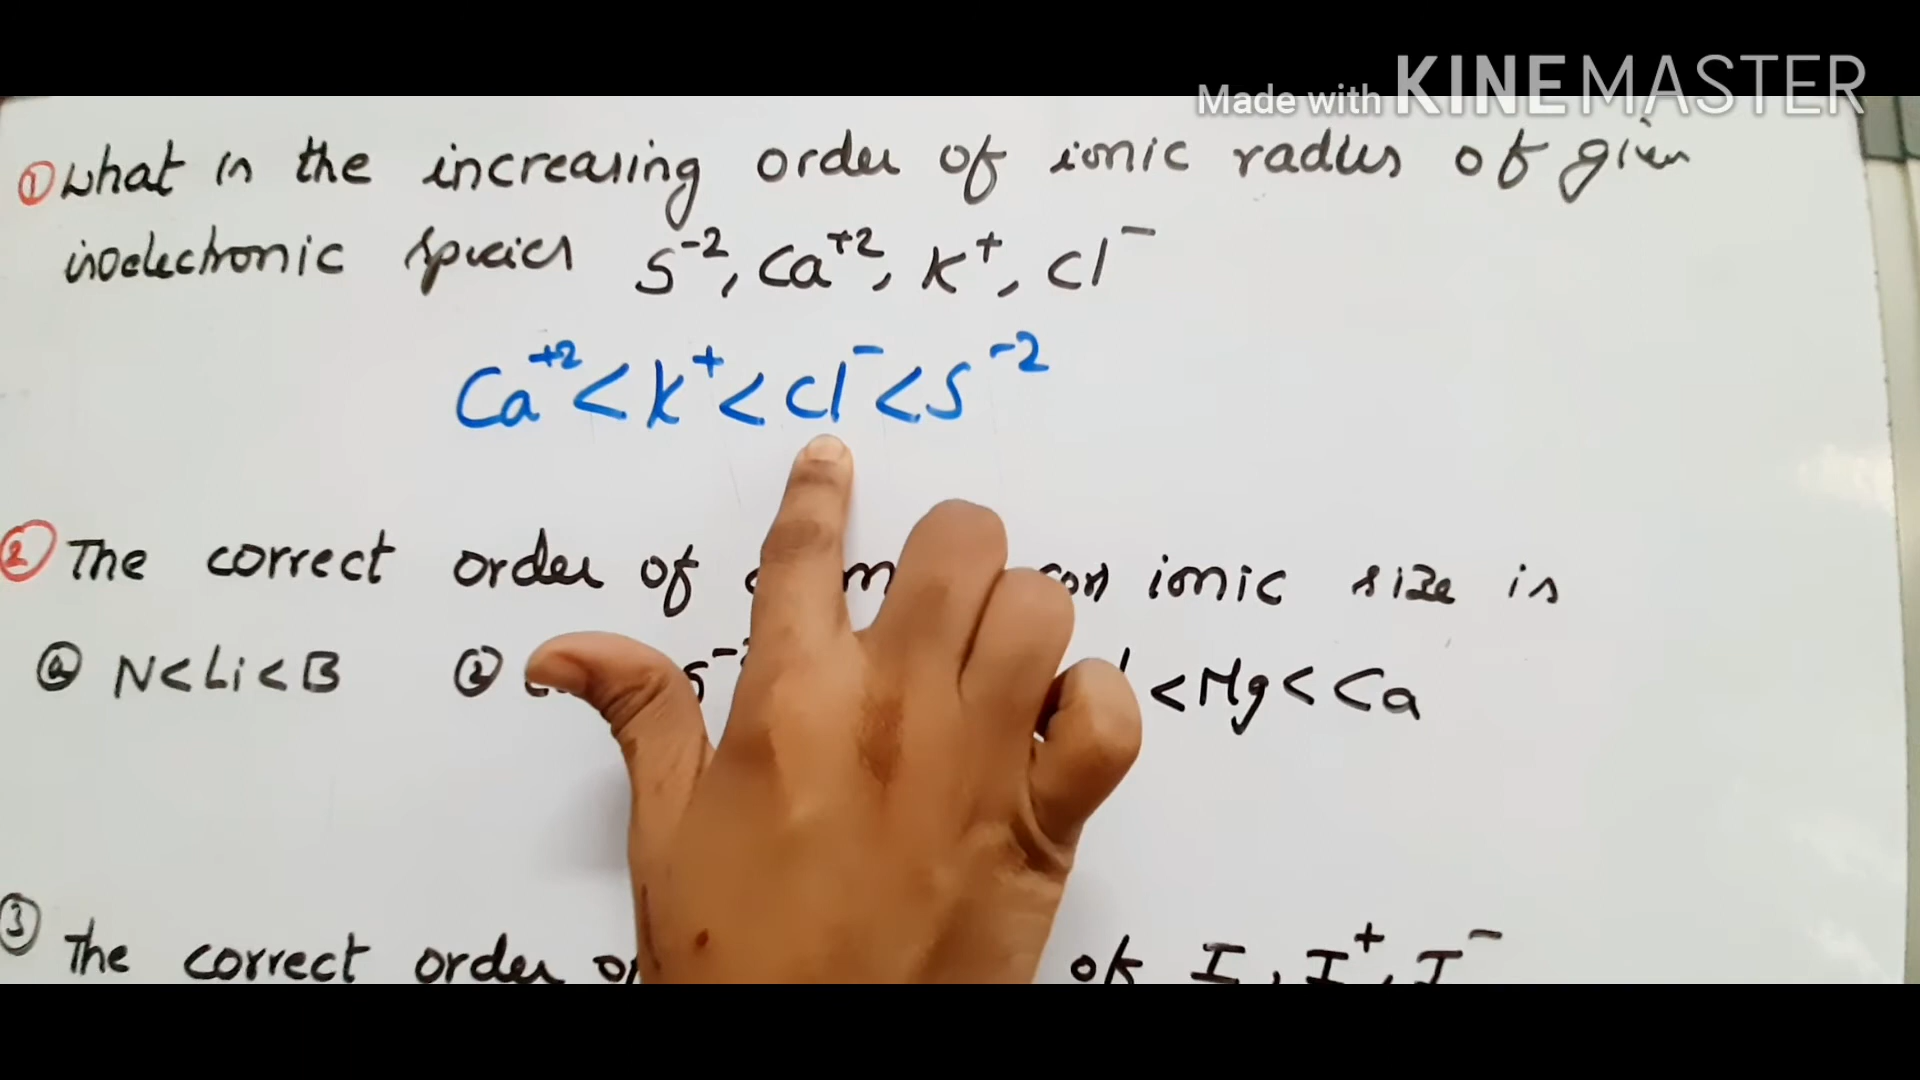 Made with KINEMASTER
① What is the increasing order of ionic radius of given
isoelectronic species S⁻², Ca⁺², K⁺, Cl⁻
Ca⁺² < K⁺ < Cl⁻ < S⁻²
② The correct order of ionic size is
ⓐ N < Li < B ② < Mg < Ca
③ The correct order of I, I⁺, I⁻